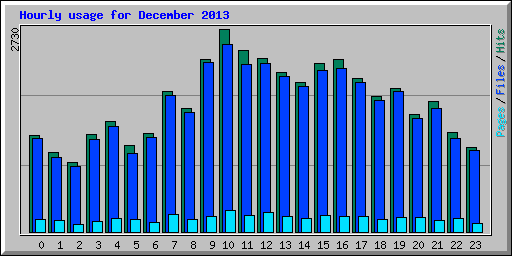 Hourly usage for December 2013
2730
Pages/Files/Hits
0 1 2 3 4 5 6 7 8 9 10 11 12 13 14 15 16 17 18 19 20 21 22 23